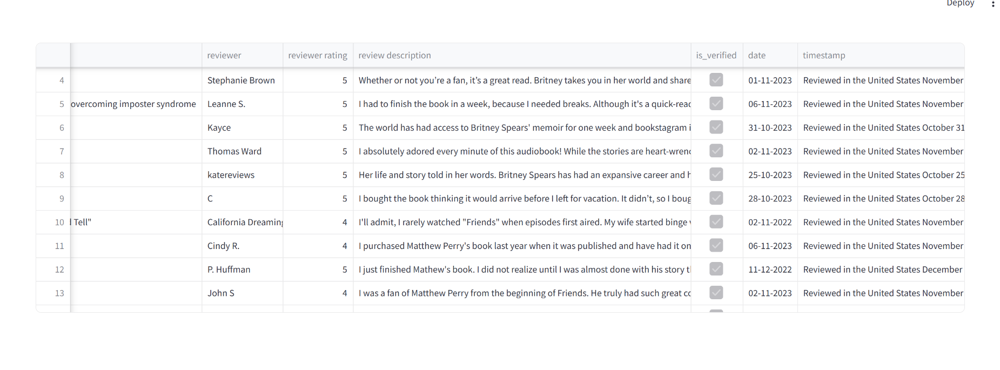 Deploy
reviewer reviewer rating review description is_verified date timestamp
4 Stephanie Brown 5 Whether or not you’re a fan, it’s a great read. Britney takes you in her world and share 01-11-2023 Reviewed in the United States November
5 overcoming imposter syndrome Leanne S. 5 I had to finish the book in a week, because I needed breaks. Although it's a quick-read 06-11-2023 Reviewed in the United States November
6 Kayce 5 The world has had access to Britney Spears' memoir for one week and bookstagram i 31-10-2023 Reviewed in the United States October 31
7 Thomas Ward 5 I absolutely adored every minute of this audiobook! While the stories are heart-wrenc 02-11-2023 Reviewed in the United States November
8 katereviews 5 Her life and story told in her words. Britney Spears has had an expansive career and h 25-10-2023 Reviewed in the United States October 25
9 C 5 I bought the book thinking it would arrive before I left for vacation. It didn’t, so I boug 28-10-2023 Reviewed in the United States October 28
10 Tell" California Dreaming 4 I'll admit, I rarely watched "Friends" when episodes first aired. My wife started binge 02-11-2022 Reviewed in the United States November
11 Cindy R. 4 I purchased Matthew Perry's book last year when it was published and have had it on 06-11-2023 Reviewed in the United States November
12 P. Huffman 5 I just finished Mathew's book. I did not realize until I was almost done with his story 11-12-2022 Reviewed in the United States December
13 John S 4 I was a fan of Matthew Perry from the beginning of Friends. He truly had such great 02-11-2023 Reviewed in the United States November